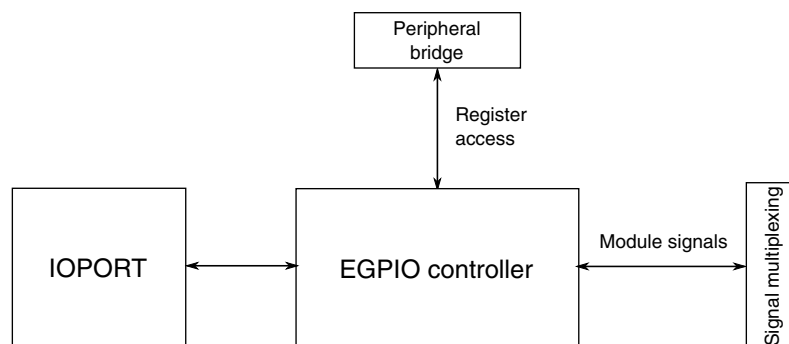 Peripheral
bridge
Register
access
IOPORT
EGPIO controller
Module signals
Signal multiplexing